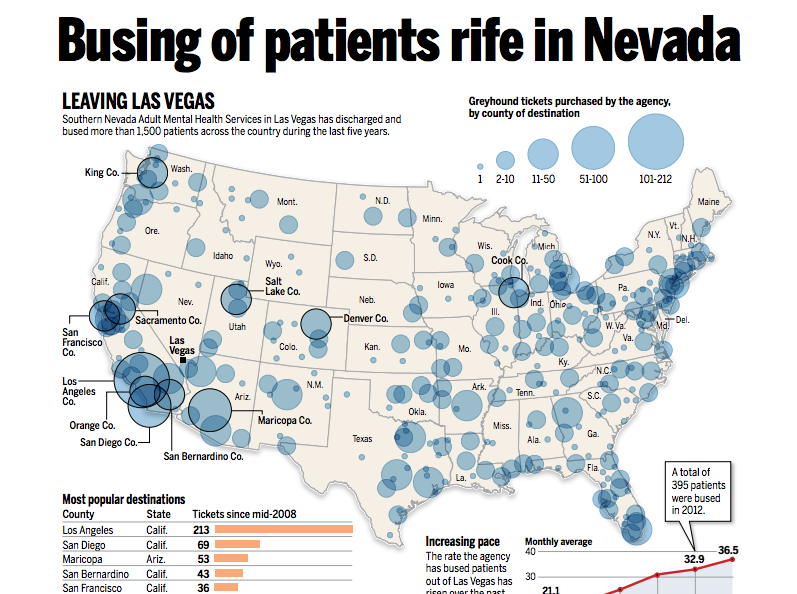 Busing of patients rife in Nevada
LEAVING LAS VEGAS
Southern Nevada Adult Mental Health Services in Las Vegas has discharged and
bused more than 1,500 patients across the country during the last five years.
Greyhound tickets purchased by the agency,
by county of destination
1 2-10 11-50 51-100 101-212
King Co.
Wash.
Mont.
N.D.
Minn.
Maine
Vt.
N.H.
N.Y.
Ore.
Idaho
Wyo.
S.D.
Wis.
Mich.
Cook Co.
Calif.
Nev.
Salt
Lake Co.
Utah
Neb.
Iowa
Ill.
Ind.
Ohio
Pa.
Sacramento Co.
San
Francisco
Co.
Denver Co.
Colo.
Kan.
Mo.
W. Va.
Va.
Md.
Del.
Las
Vegas
Ky.
Los
Angeles
Co.
Ariz.
N.M.
Okla.
Ark.
Tenn.
N.C.
S.C.
Orange Co.
San Diego Co.
Maricopa Co.
San Bernardino Co.
Texas
La.
Miss.
Ala.
Ga.
Fla.
Most popular destinations
County State Tickets since mid-2008
Los Angeles Calif. 213
San Diego Calif. 69
Maricopa Ariz. 53
San Bernardino Calif. 43
San Francisco Calif. 36
Increasing pace
The rate the agency
has bused patients
out of Las Vegas has
risen over the past
Monthly average
40
30
21.1
32.9
36.5
A total of
395 patients
were bused
in 2012.